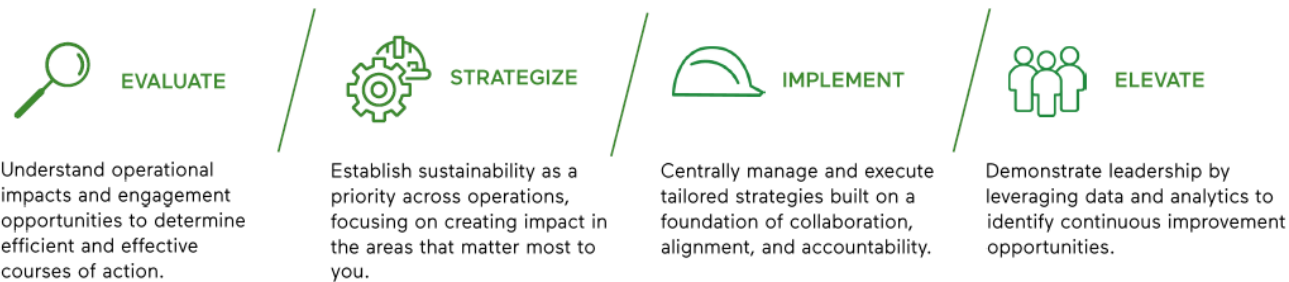 EVALUATE
Understand operational
impacts and engagement
opportunities to determine
efficient and effective
courses of action.
STRATEGIZE
Establish sustainability as a
priority across operations,
focusing on creating impact in
the areas that matter most to
you.
IMPLEMENT
Centrally manage and execute
tailored strategies built on a
foundation of collaboration,
alignment, and accountability.
ELEVATE
Demonstrate leadership by
leveraging data and analytics to
identify continuous improvement
opportunities.